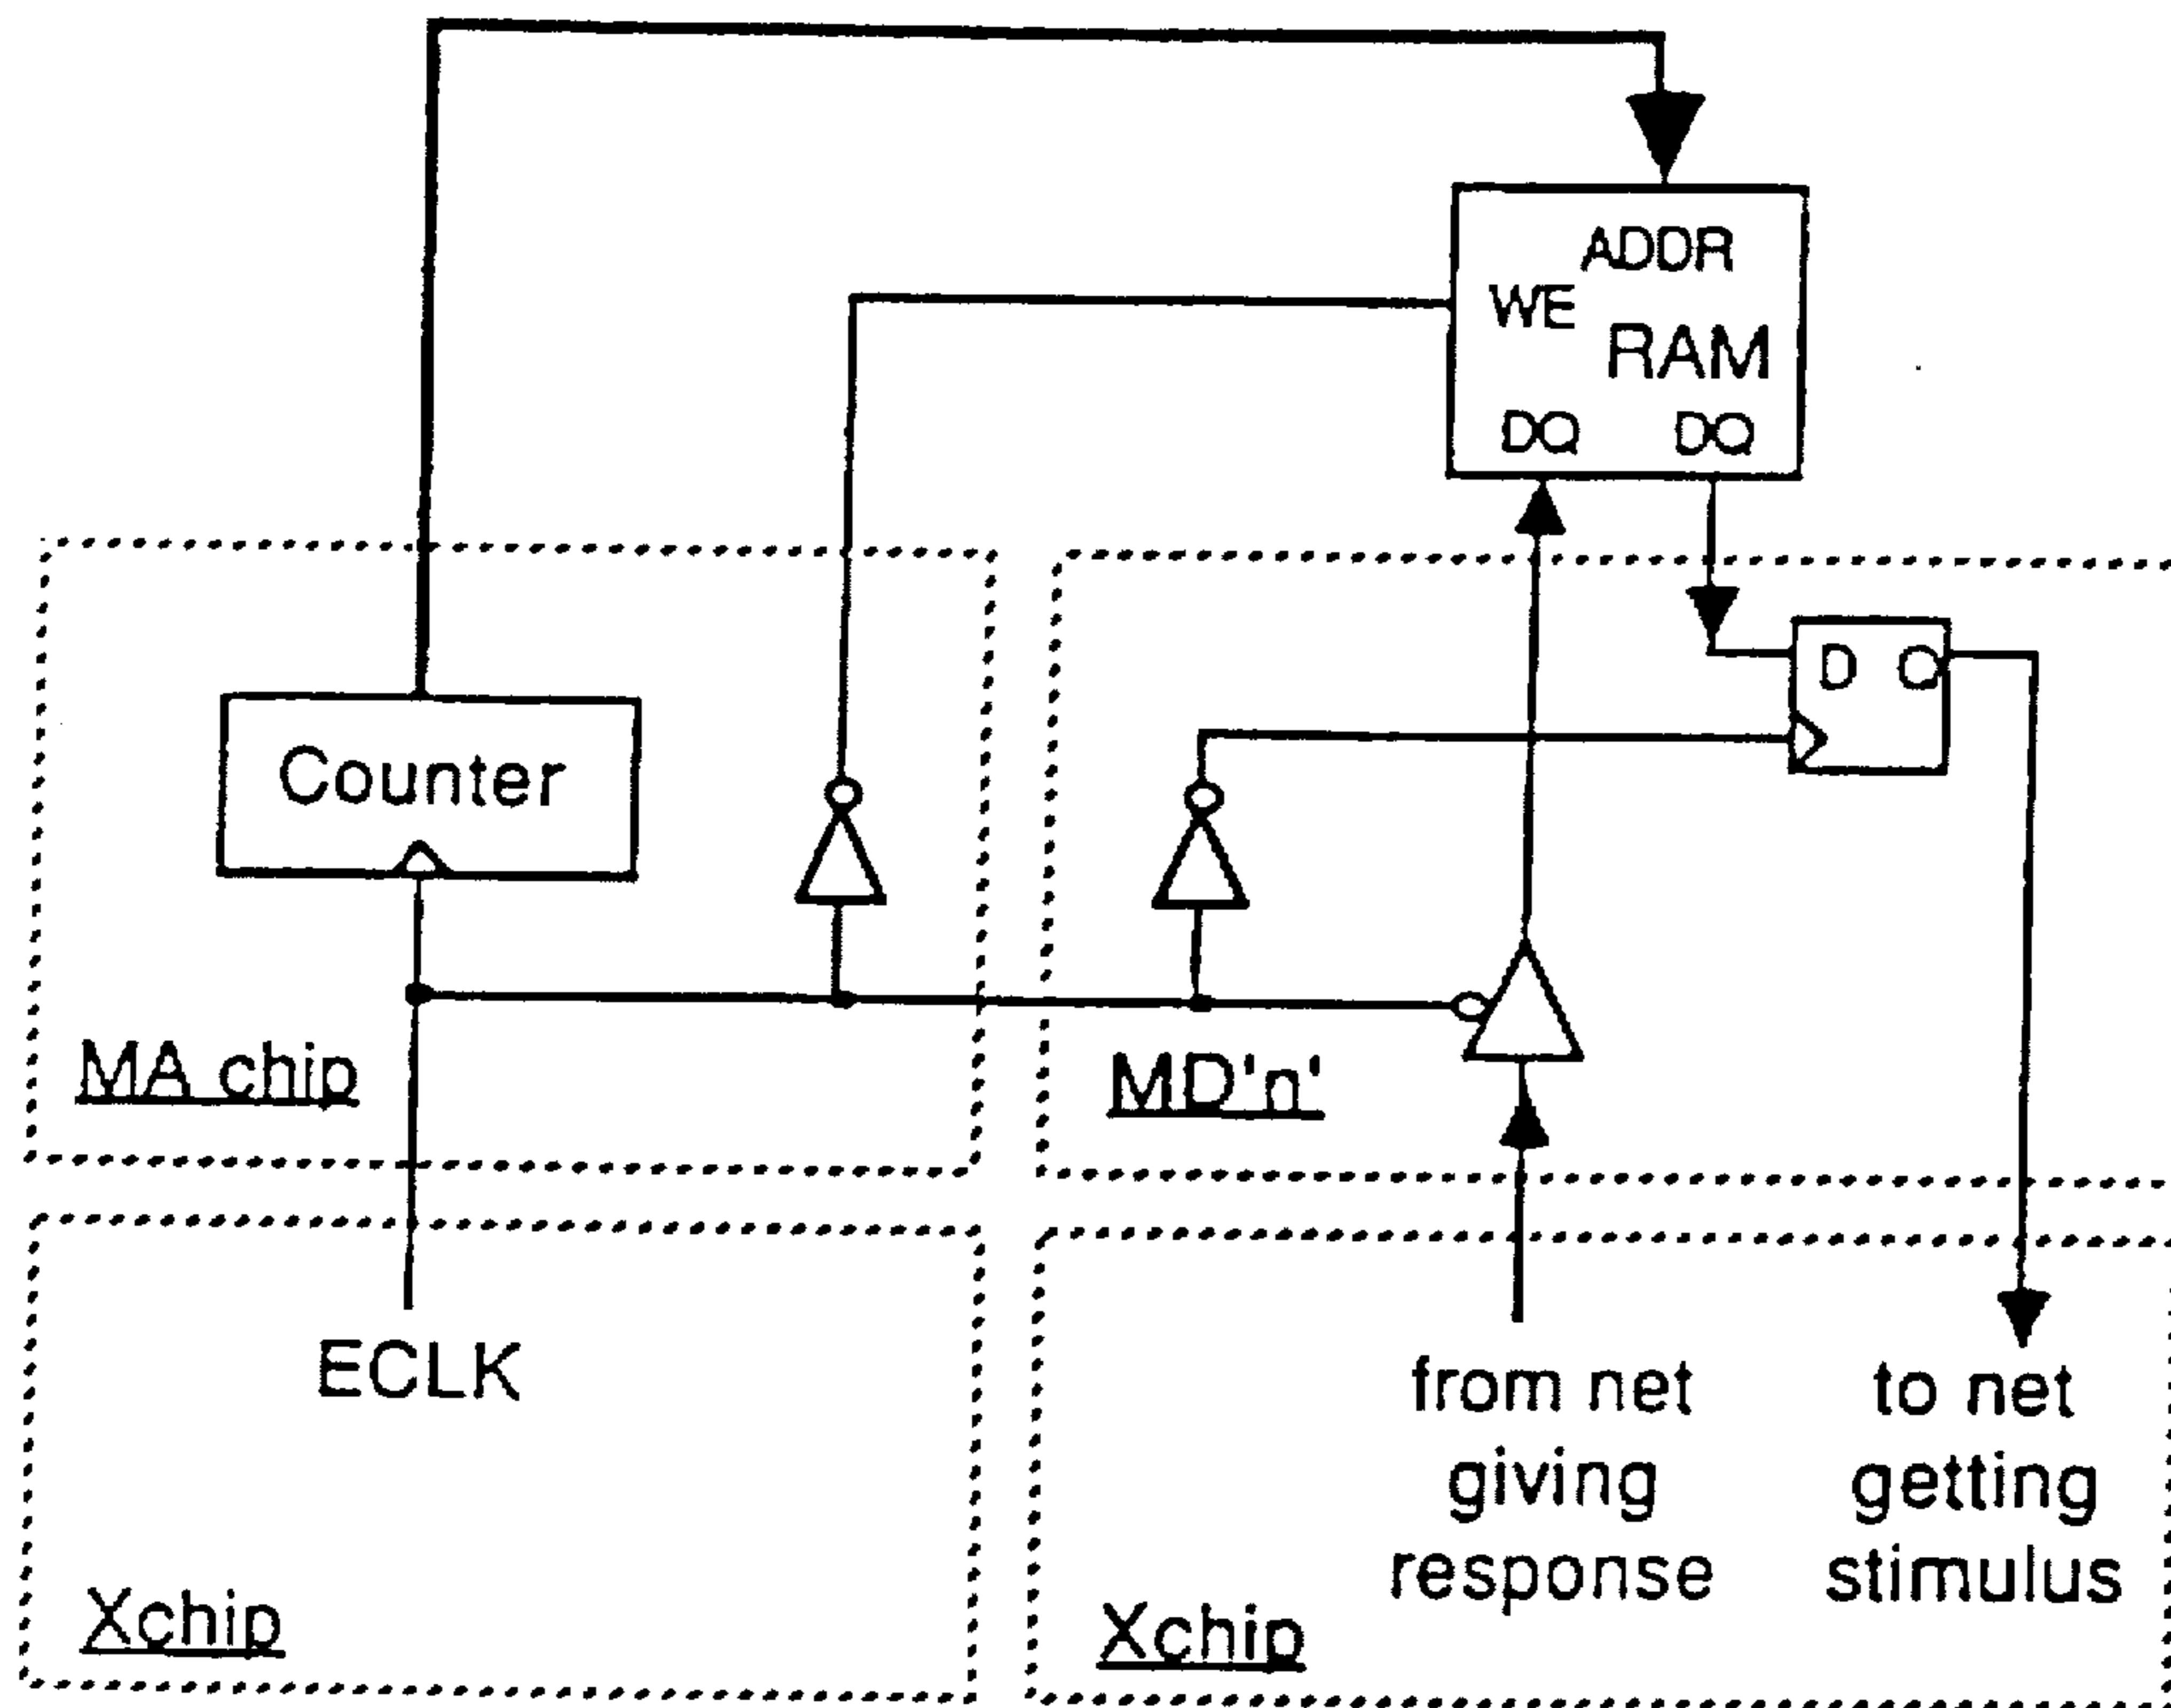 ADDR
WE
RAM
DQ DQ
D Q
Counter
MA chip
MD'n'
ECLK
from net
giving
response
to net
getting
stimulus
Xchip
Xchip